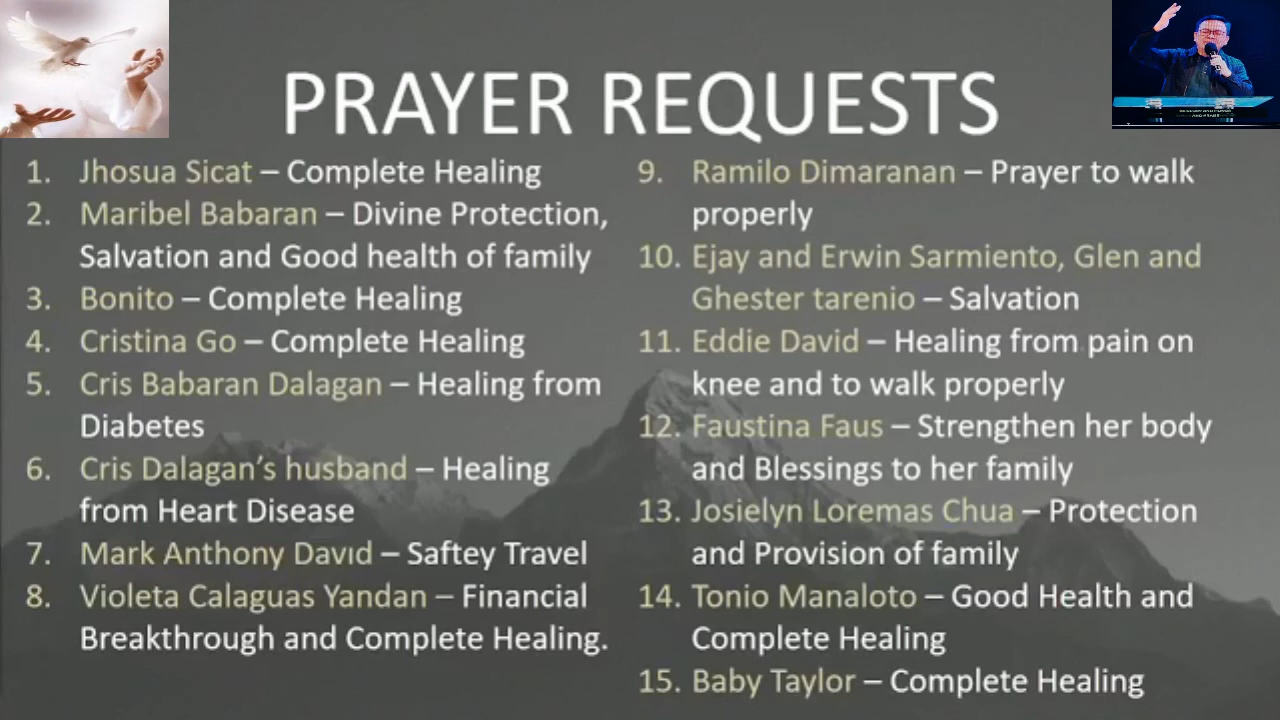 PRAYER REQUESTS
1. Jhosua Sicat – Complete Healing
2. Maribel Babaran – Divine Protection,
Salvation and Good health of family
3. Bonito – Complete Healing
4. Cristina Go – Complete Healing
5. Cris Babaran Dalagan – Healing from
Diabetes
6. Cris Dalagan’s husband – Healing
from Heart Disease
7. Mark Anthony David – Saftey Travel
8. Violeta Calaguas Yandan – Financial
Breakthrough and Complete Healing.
9. Ramilo Dimaranan – Prayer to walk
properly
10. Ejay and Erwin Sarmiento, Glen and
Ghester tarenio – Salvation
11. Eddie David – Healing from pain on
knee and to walk properly
12. Faustina Faus – Strengthen her body
and Blessings to her family
13. Josielyn Loremas Chua – Protection
and Provision of family
14. Tonio Manaloto – Good Health and
Complete Healing
15. Baby Taylor – Complete Healing